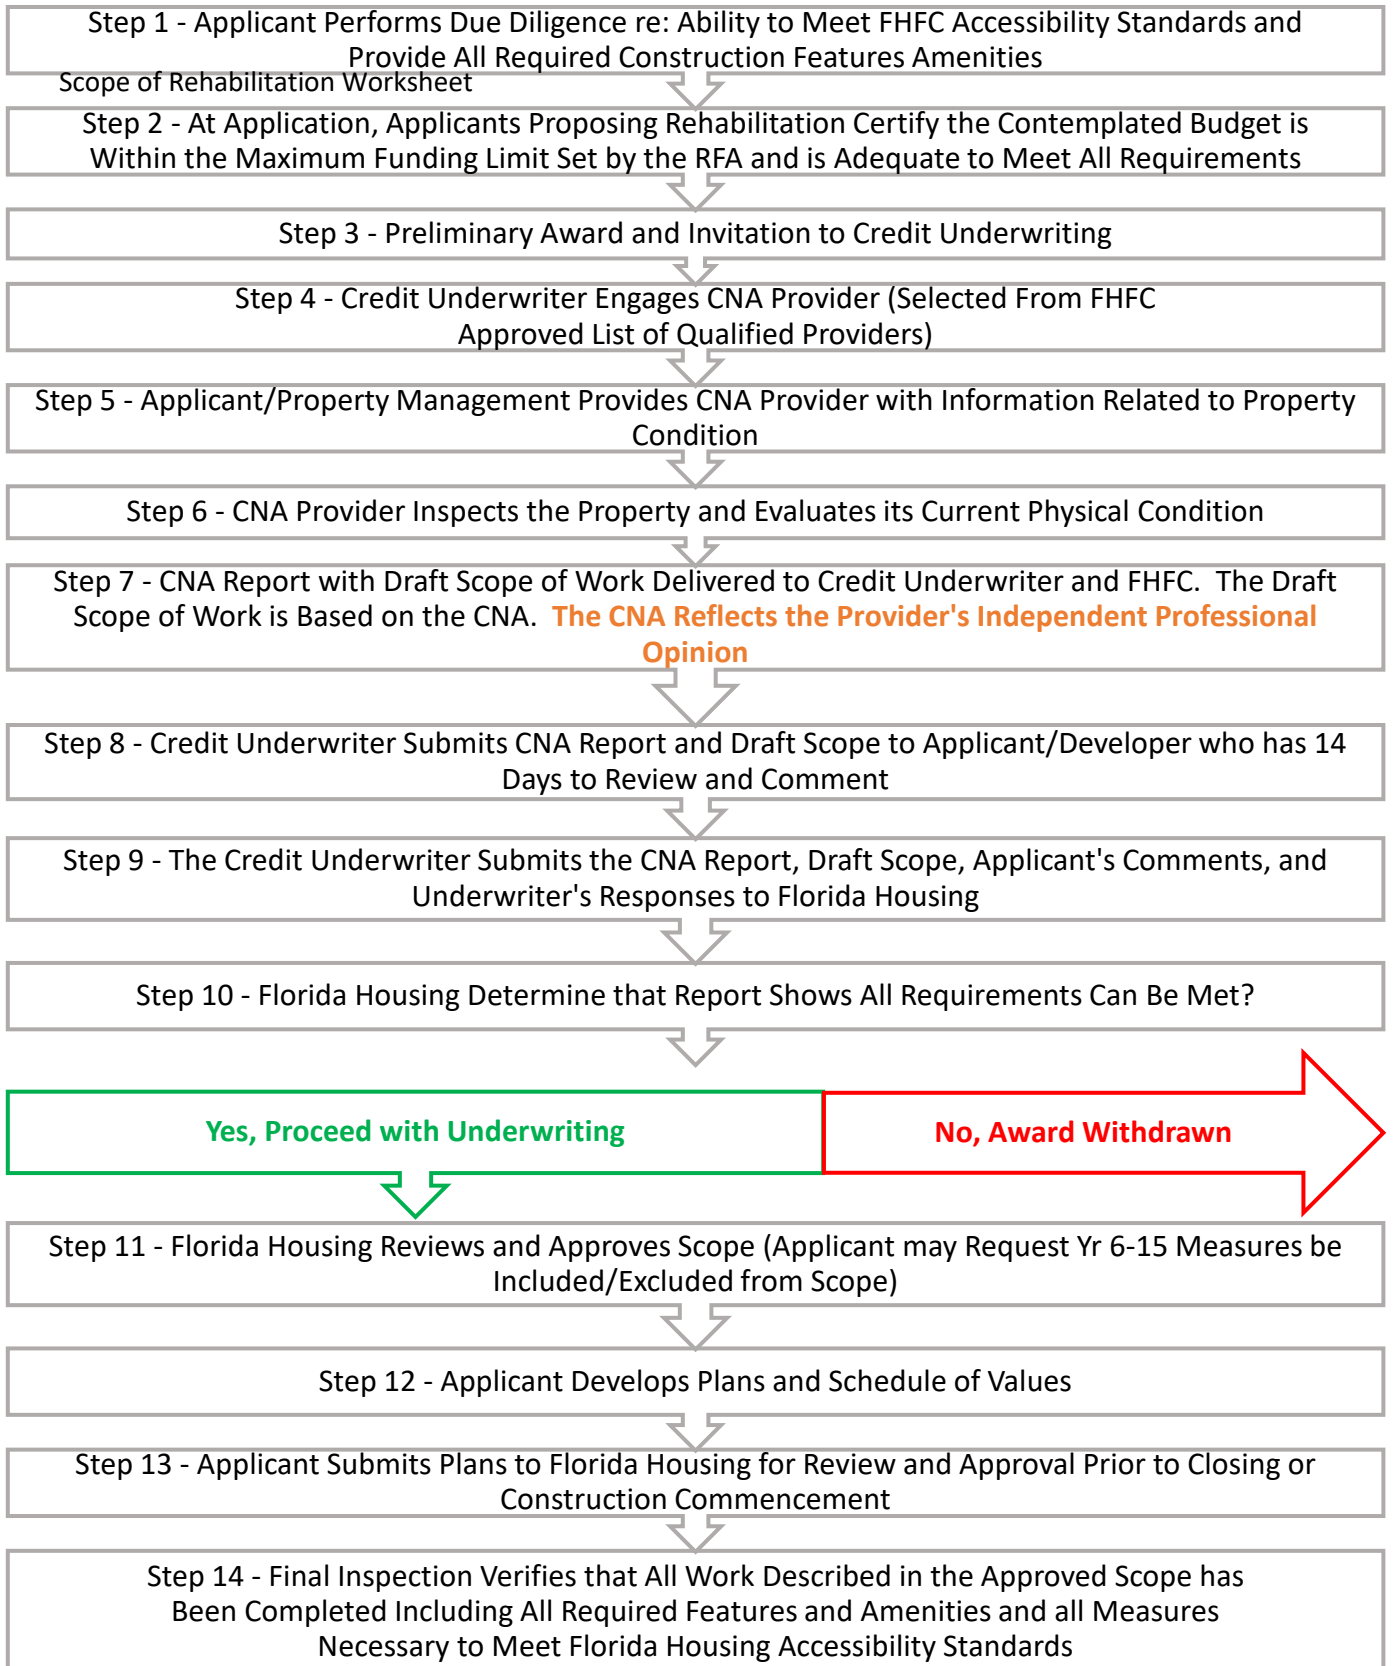 Step 1 - Applicant Performs Due Diligence re: Ability to Meet FHFC Accessibility Standards and
Provide All Required Construction Features Amenities
Scope of Rehabilitation Worksheet
Step 2 - At Application, Applicants Proposing Rehabilitation Certify the Contemplated Budget is
Within the Maximum Funding Limit Set by the RFA and is Adequate to Meet All Requirements
Step 3 - Preliminary Award and Invitation to Credit Underwriting
Step 4 - Credit Underwriter Engages CNA Provider (Selected From FHFC
Approved List of Qualified Providers)
Step 5 - Applicant/Property Management Provides CNA Provider with Information Related to Property
Condition
Step 6 - CNA Provider Inspects the Property and Evaluates its Current Physical Condition
Step 7 - CNA Report with Draft Scope of Work Delivered to Credit Underwriter and FHFC.  The Draft
Scope of Work is Based on the CNA.  The CNA Reflects the Provider's Independent Professional
Opinion
Step 8 - Credit Underwriter Submits CNA Report and Draft Scope to Applicant/Developer who has 14
Days to Review and Comment
Step 9 - The Credit Underwriter Submits the CNA Report, Draft Scope, Applicant's Comments, and
Underwriter's Responses to Florida Housing
Step 10 - Florida Housing Determine that Report Shows All Requirements Can Be Met?
Yes, Proceed with Underwriting
No, Award Withdrawn
Step 11 - Florida Housing Reviews and Approves Scope (Applicant may Request Yr 6-15 Measures be
Included/Excluded from Scope)
Step 12 - Applicant Develops Plans and Schedule of Values
Step 13 - Applicant Submits Plans to Florida Housing for Review and Approval Prior to Closing or
Construction Commencement
Step 14 - Final Inspection Verifies that All Work Described in the Approved Scope has
Been Completed Including All Required Features and Amenities and all Measures
Necessary to Meet Florida Housing Accessibility Standards